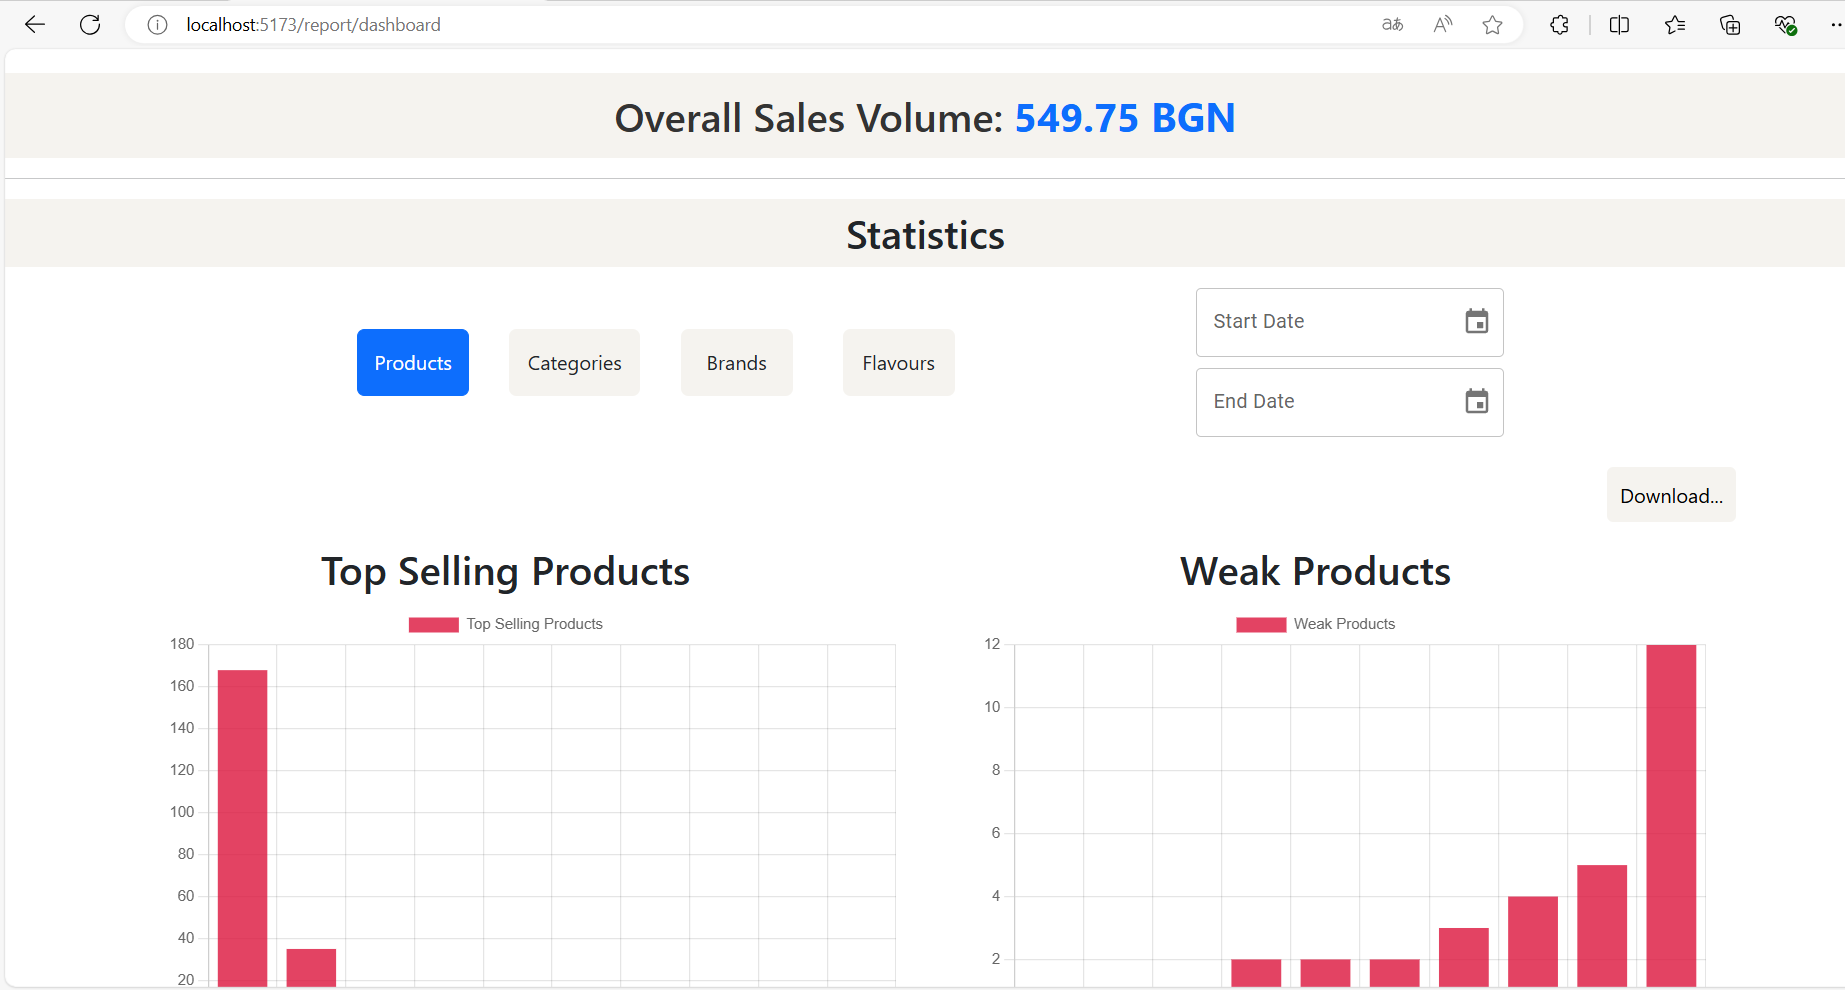 localhost:5173/report/dashboard
aあ
A
Overall Sales Volume: 549.75 BGN
Statistics
Products
Categories
Brands
Flavours
Start Date
End Date
Download...
Top Selling Products
Top Selling Products
180
160
140
120
100
80
60
40
20
Weak Products
Weak Products
12
10
8
6
4
2